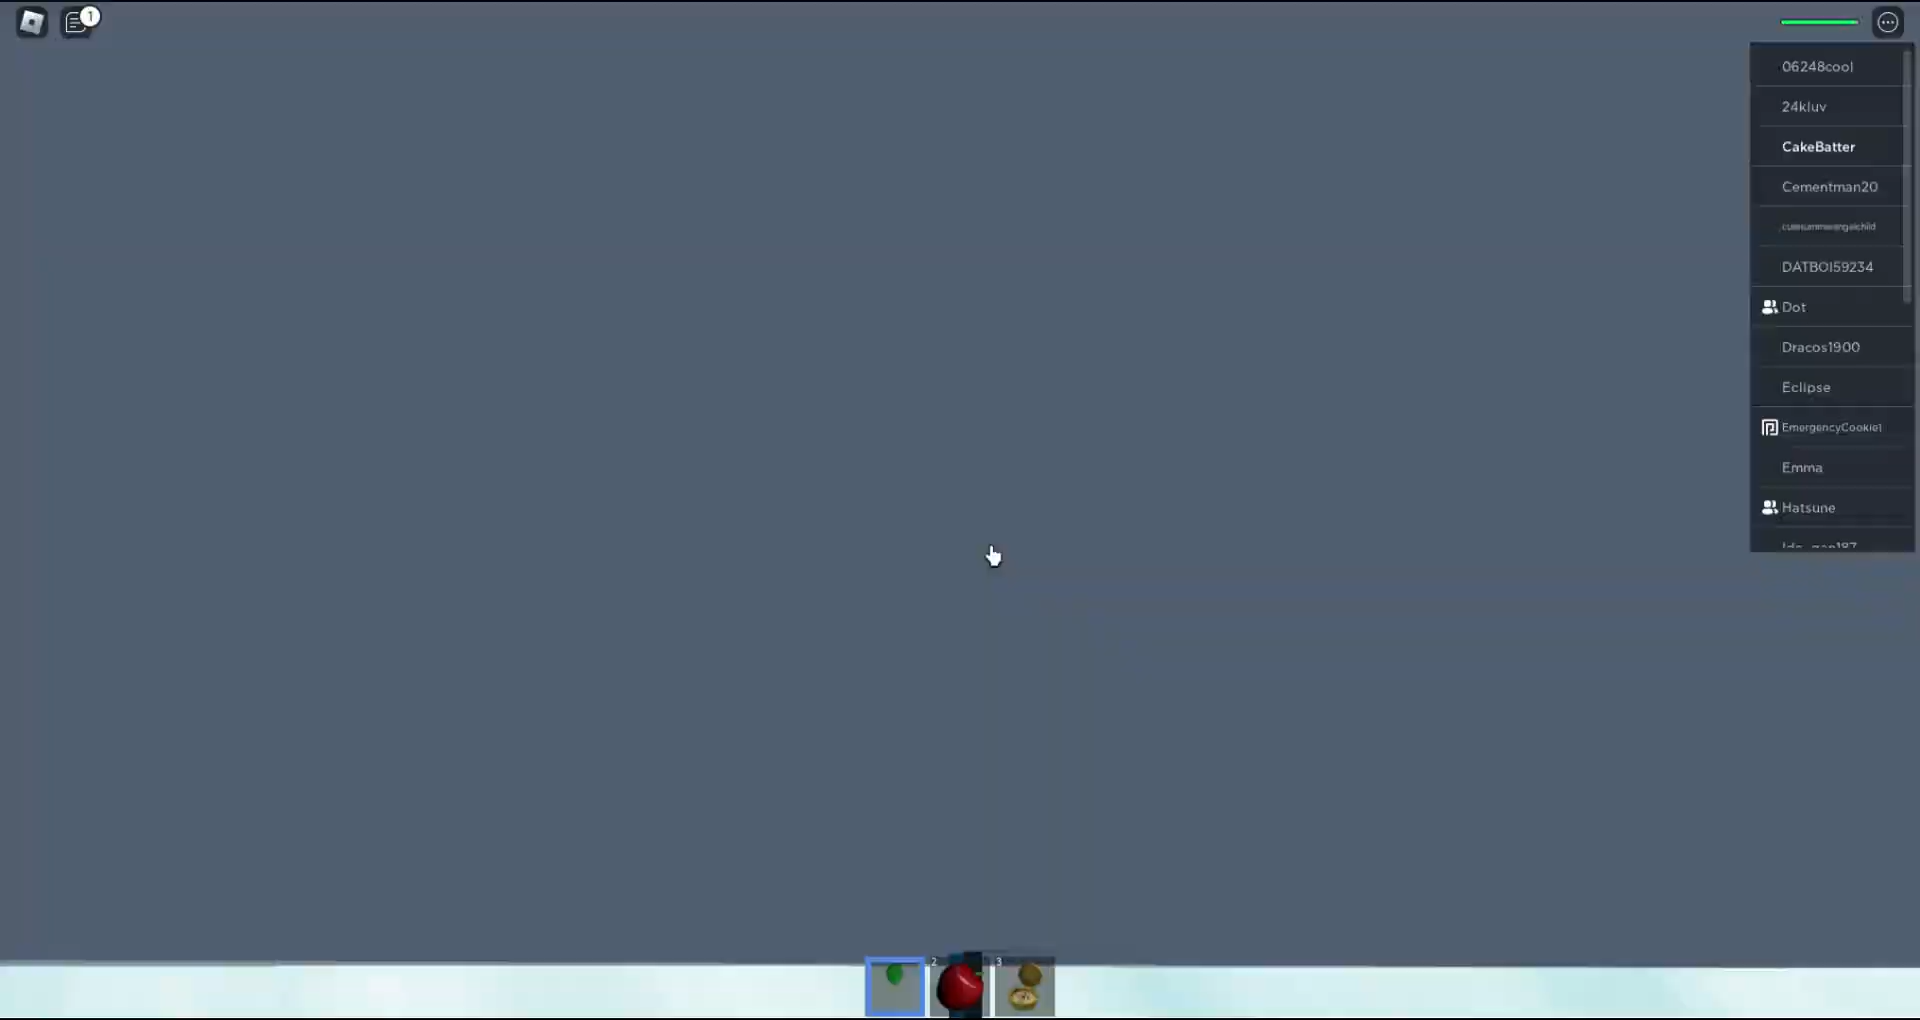 1
06248cool
24kluv
CakeBatter
Cementman20
DATBOI59234
Dot
Dracos1900
Eclipse
EmergencyCookie1
Emma
Hatsune
2
3